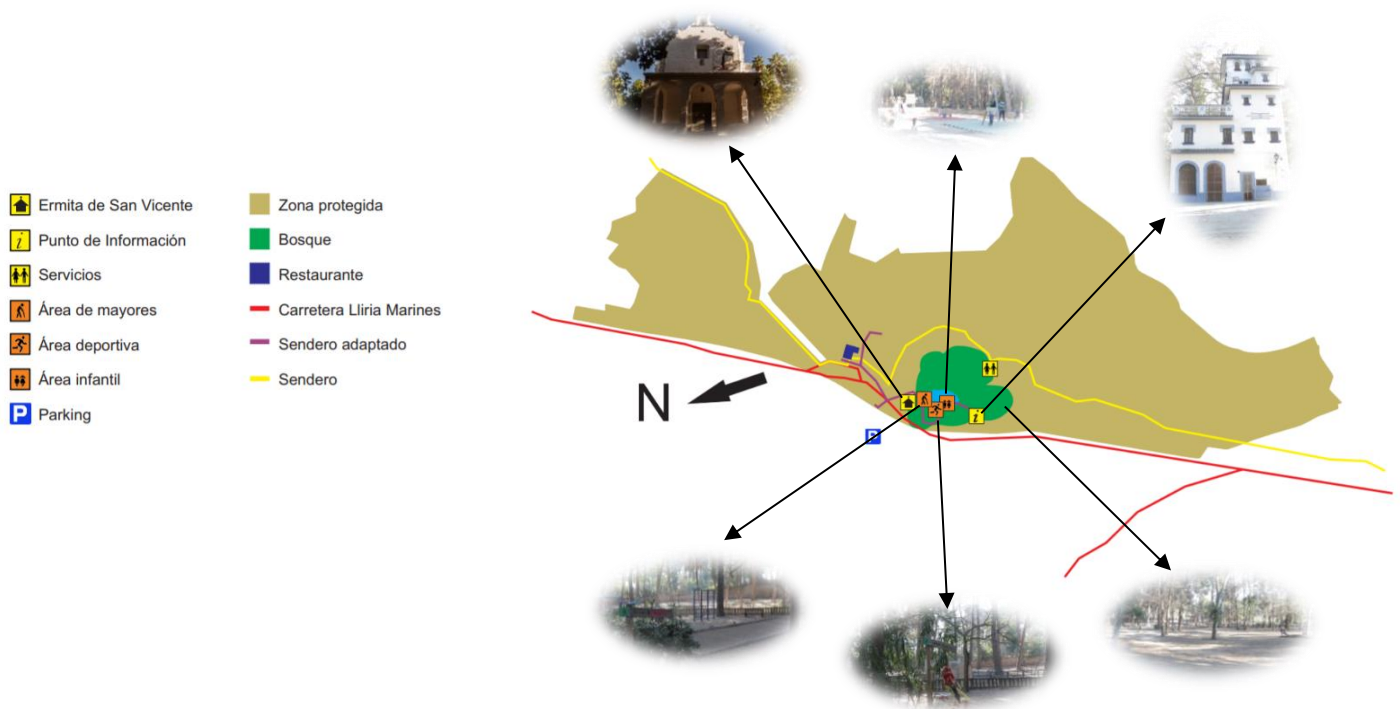 Ermita de San Vicente
Punto de Información
Servicios
Área de mayores
Área deportiva
Área infantil
P Parking
Zona protegida
Bosque
Restaurante
Carretera Lliria Marines
Sendero adaptado
Sendero
N
P
i
i